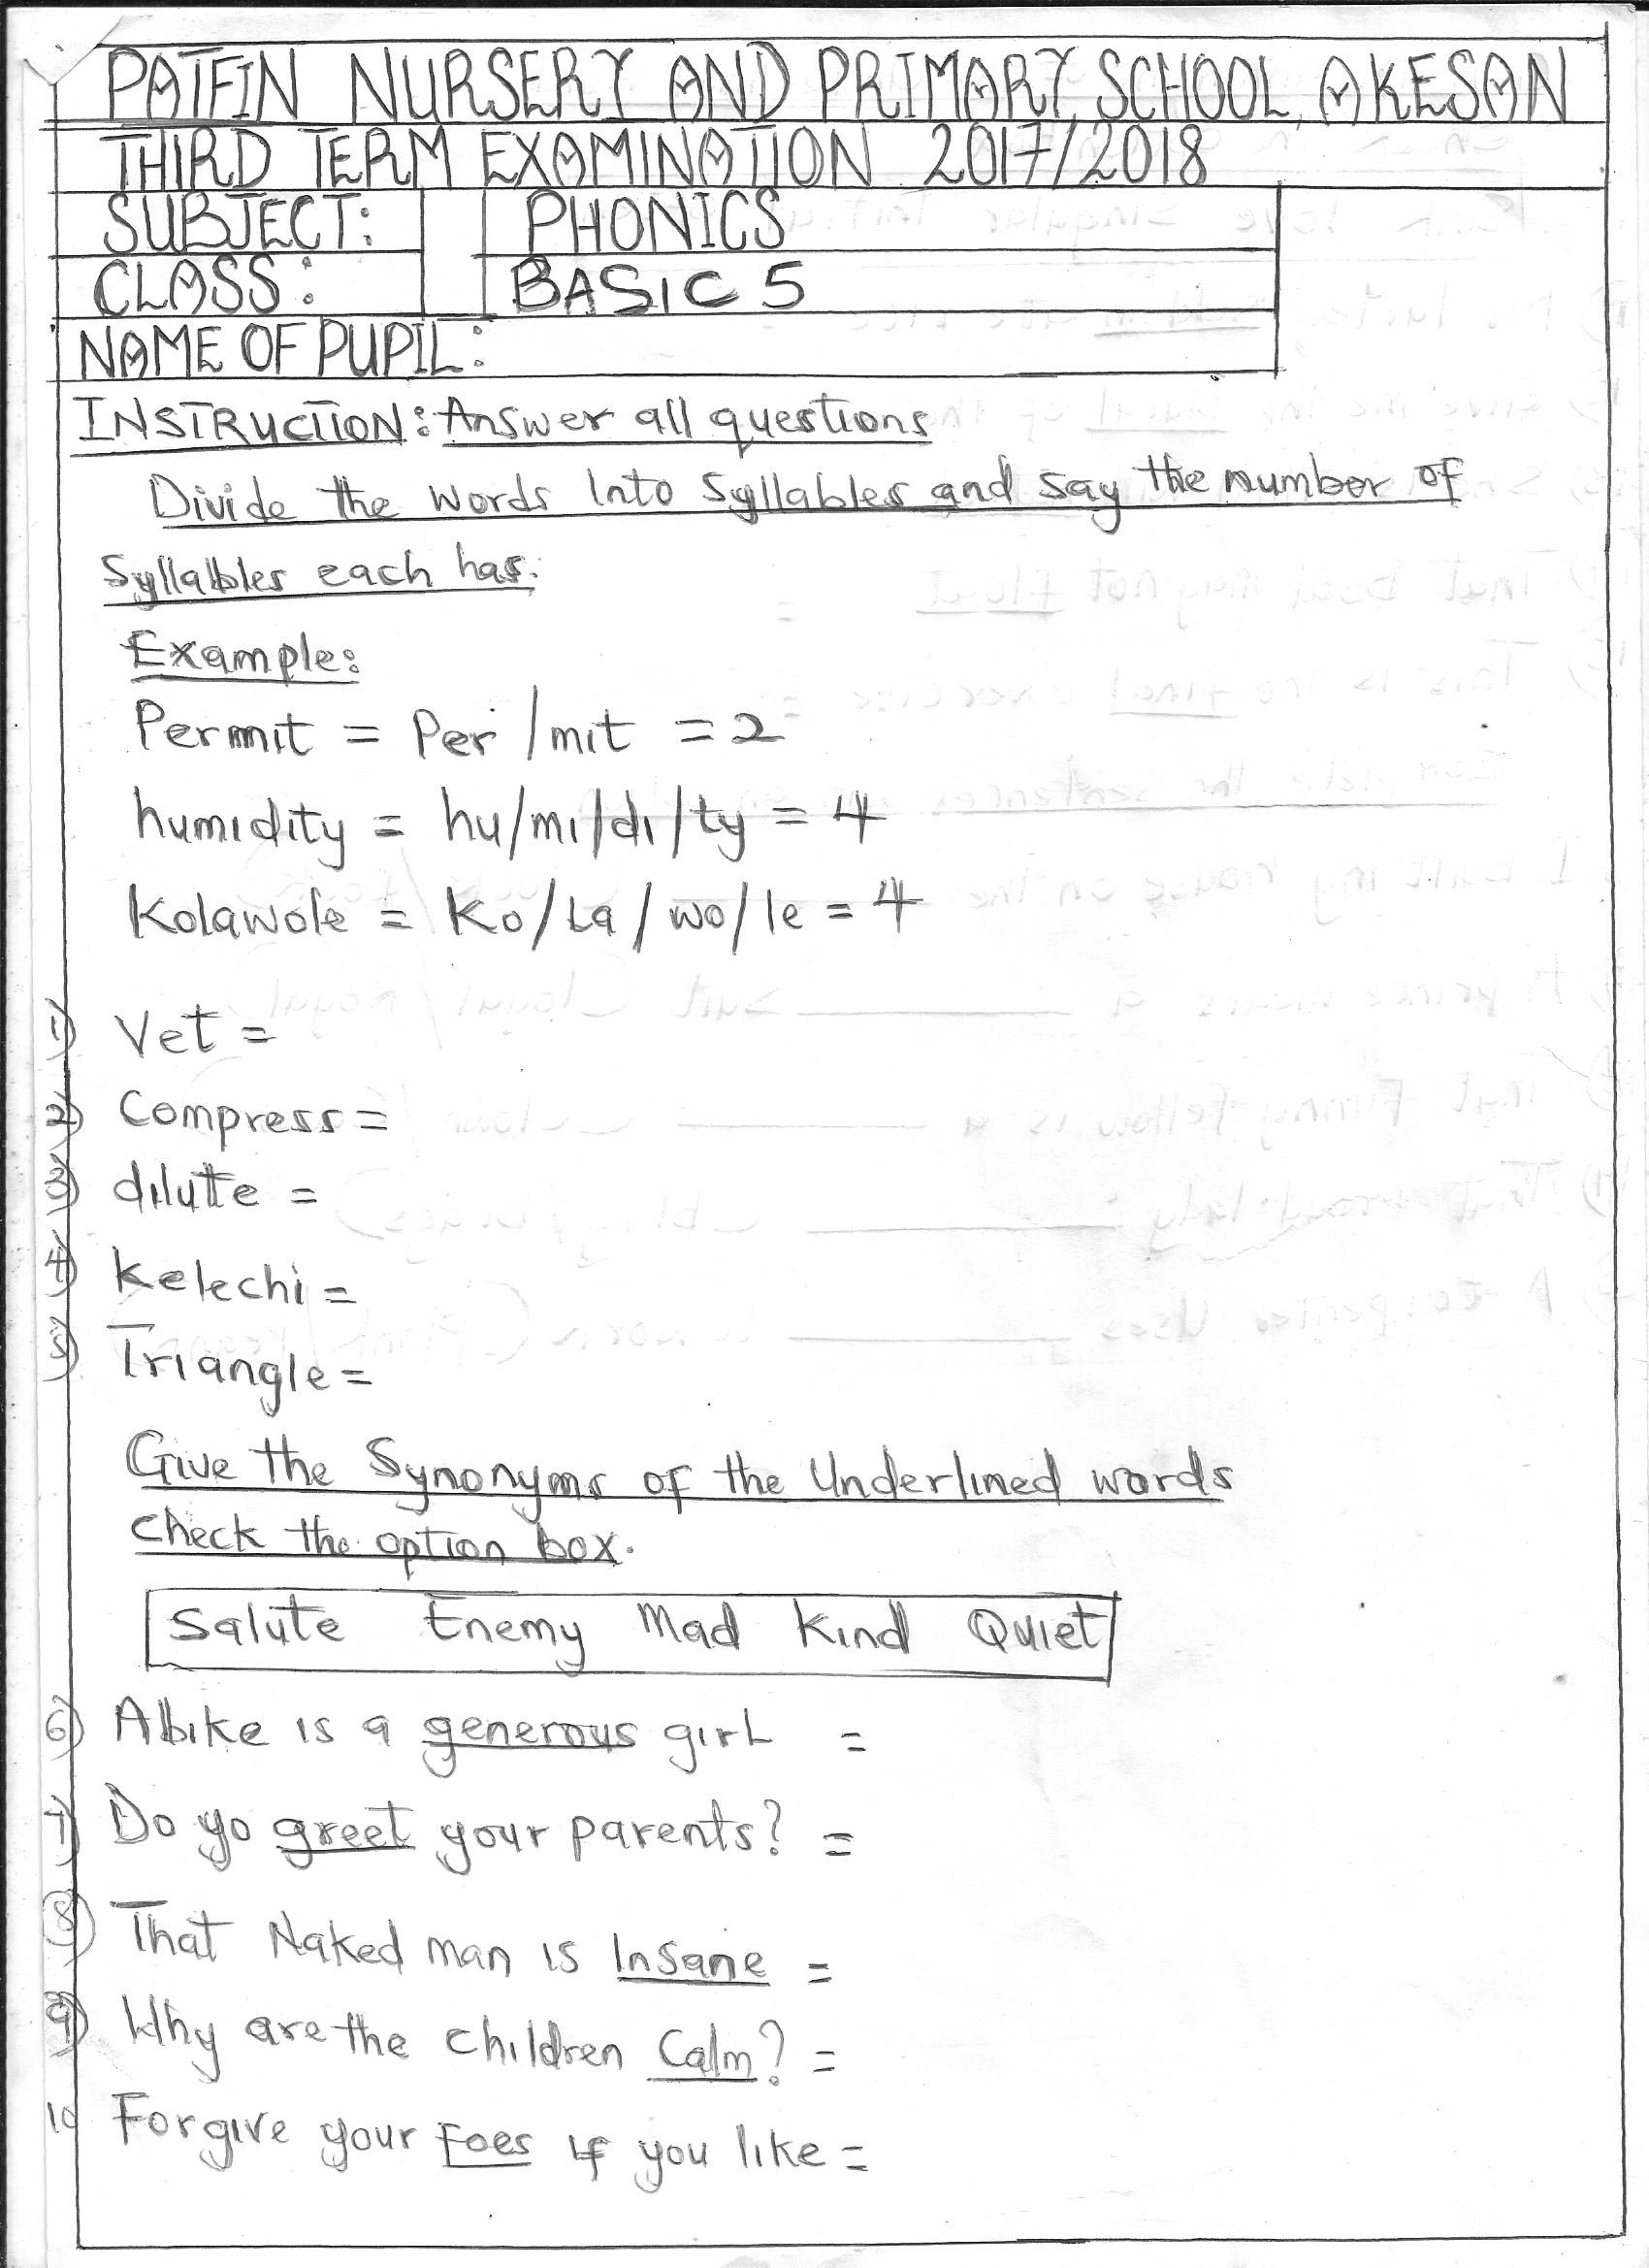 PATFIN NURSERY AND PRIMARY SCHOOL, AKESAN
THIRD TERM EXAMINATION 2017/2018
SUBJECT: PHONICS
CLASS: BASIC 5
NAME OF PUPIL:
INSTRUCTION: Answer all questions
Divide the words into Syllables and say the number of
Syllables each has.
Example:
Permit = Per/mit = 2
humidity = hu/mi/di/ty = 4
Kolawole = Ko/La/wo/le = 4
1) Vet =
2) Compress =
3) dilute =
4) Kelechi =
5) Triangle =
Give the Synonyms of the Underlined words
check the option box.
Salute Enemy Mad Kind Quiet
6) Abike is a generous girl =
7) Do yo greet your parents? =
8) That Naked man is Insane =
9) Why are the children Calm? =
10 Forgive your Foes if you like =